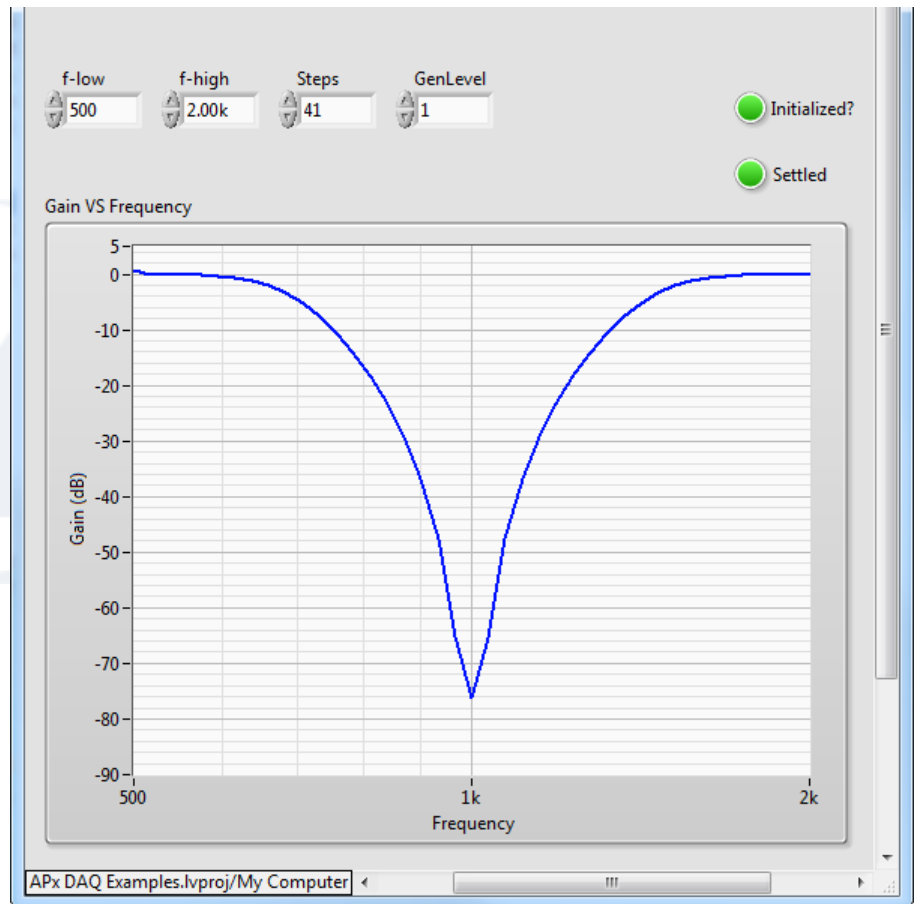 f-low f-high Steps GenLevel
500 2.00k 41 1
Initialized?
Settled
Gain VS Frequency
5
0
-10
-20
-30
-40
-50
-60
-70
-80
-90
Gain (dB)
500 1k 2k
Frequency
APx DAQ Examples.lvproj/My Computer